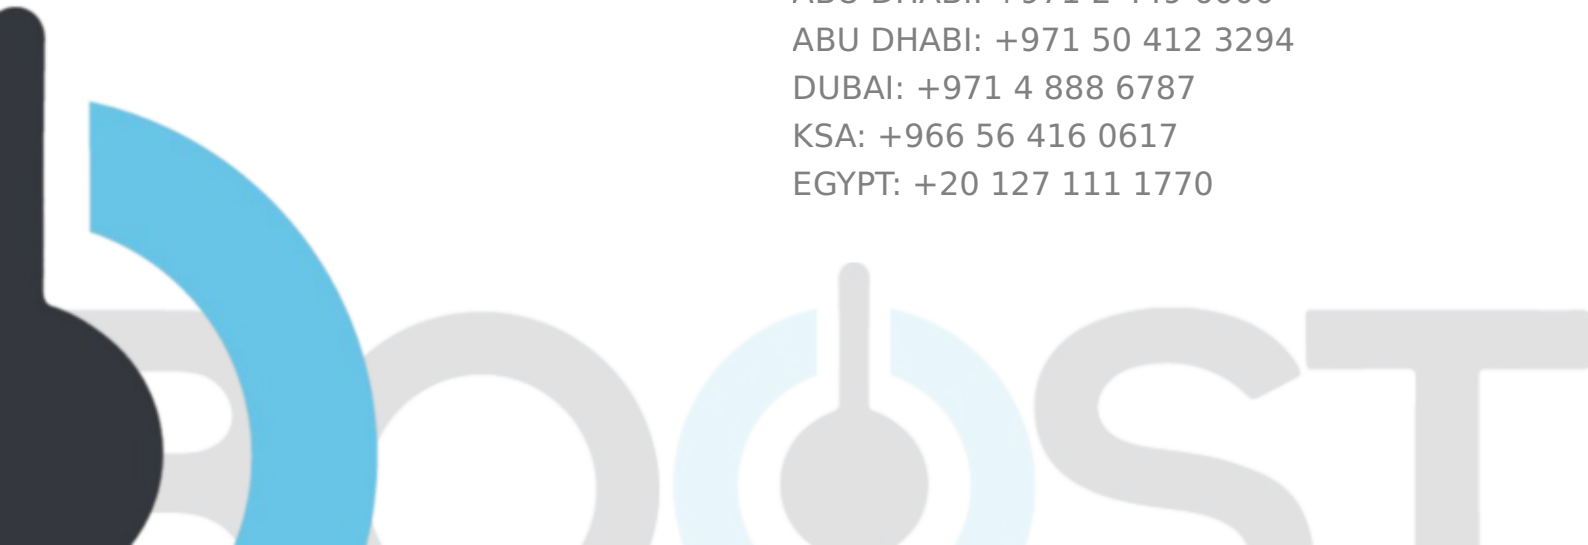 ABU DHABI: +971 50 412 3294
DUBAI: +971 4 888 6787
KSA: +966 56 416 0617
EGYPT: +20 127 111 1770
BOOST